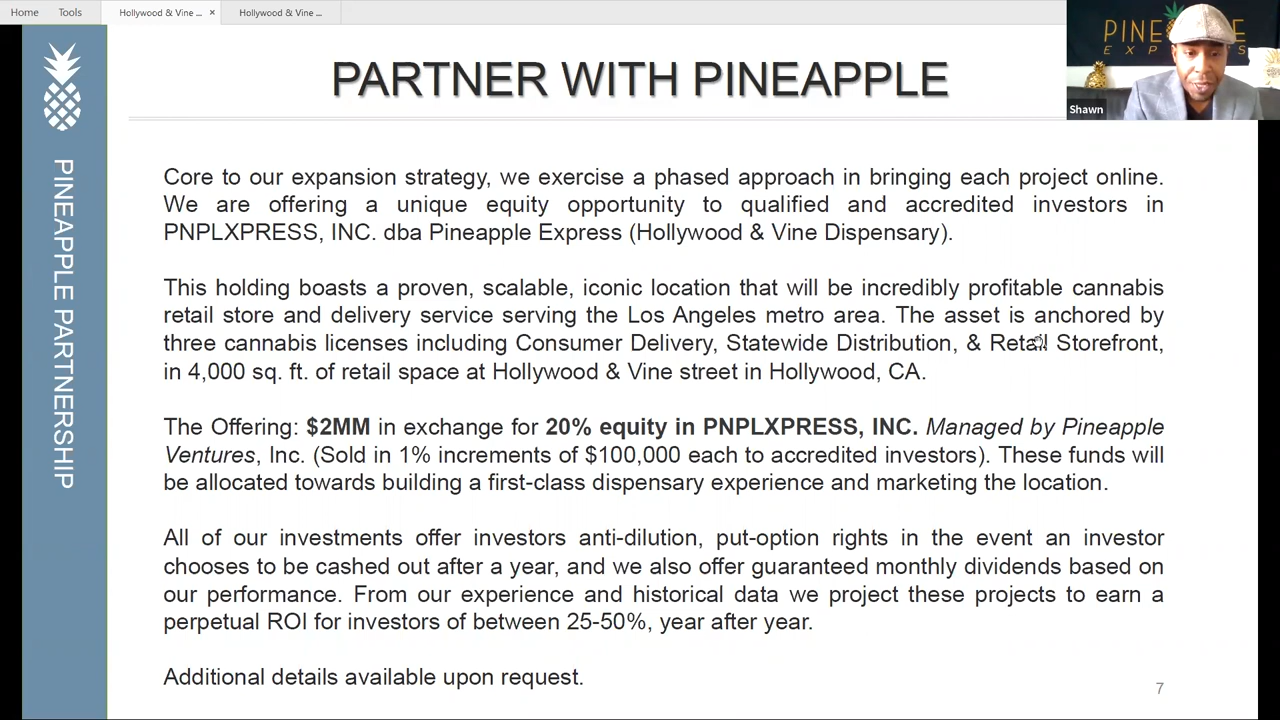 Home
Tools
Hollywood & Vine ... ×
Hollywood & Vine ...
PARTNER WITH PINEAPPLE
PINE
E X P S
Shawn
PINEAPPLE PARTNERSHIP
Core to our expansion strategy, we exercise a phased approach in bringing each project online.
We are offering a unique equity opportunity to qualified and accredited investors in
PNPLXPRESS, INC. dba Pineapple Express (Hollywood & Vine Dispensary).
This holding boasts a proven, scalable, iconic location that will be incredibly profitable cannabis
retail store and delivery service serving the Los Angeles metro area. The asset is anchored by
three cannabis licenses including Consumer Delivery, Statewide Distribution, & Retail Storefront,
in 4,000 sq. ft. of retail space at Hollywood & Vine street in Hollywood, CA.
The Offering: $2MM in exchange for 20% equity in PNPLXPRESS, INC. Managed by Pineapple
Ventures, Inc. (Sold in 1% increments of $100,000 each to accredited investors). These funds will
be allocated towards building a first-class dispensary experience and marketing the location.
All of our investments offer investors anti-dilution, put-option rights in the event an investor
chooses to be cashed out after a year, and we also offer guaranteed monthly dividends based on
our performance. From our experience and historical data we project these projects to earn a
perpetual ROI for investors of between 25-50%, year after year.
Additional details available upon request.
7